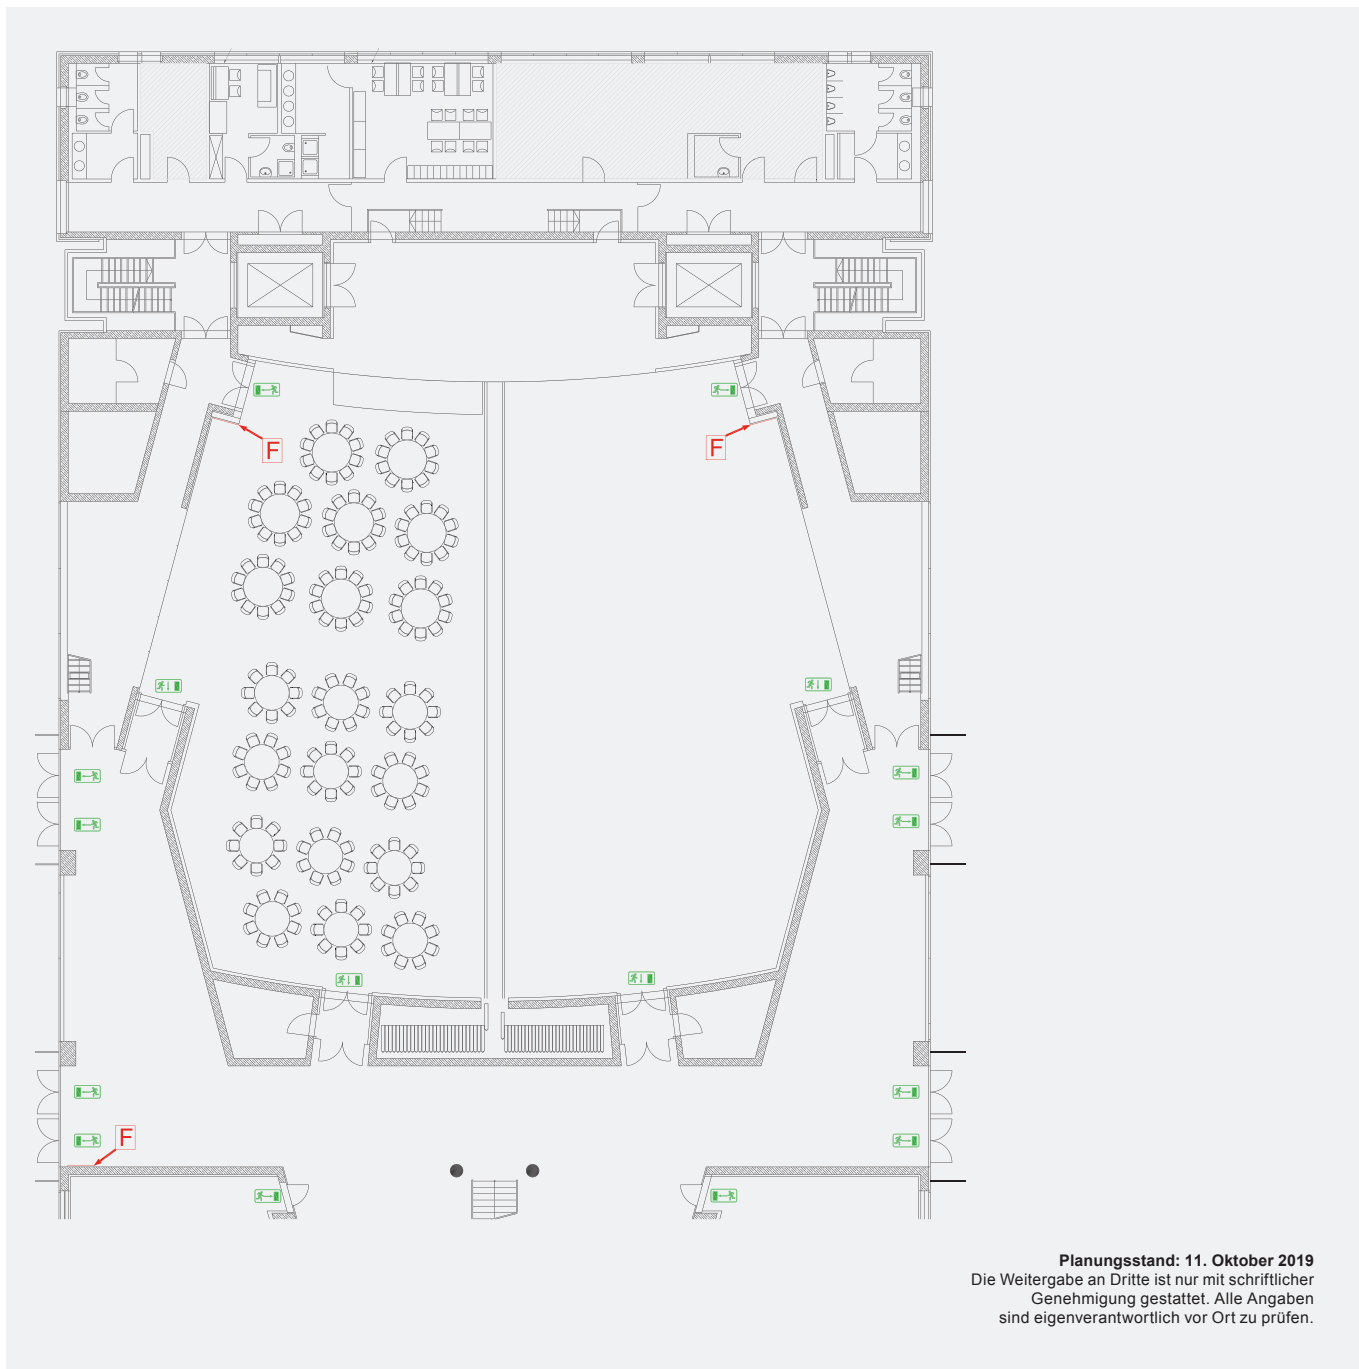 F
F
F
Planungsstand: 11. Oktober 2019
Die Weitergabe an Dritte ist nur mit schriftlicher
Genehmigung gestattet. Alle Angaben
sind eigenverantwortlich vor Ort zu prüfen.